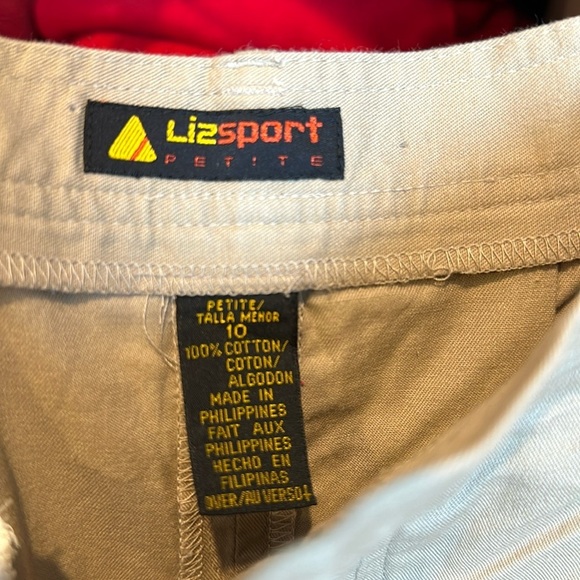 Lizsport
PETITE
PETITE/
TALLA MENOR
10
100% COTTON/
COTON/
ALGODON
MADE IN
PHILIPPINES
FAIT AUX
PHILIPPINES
HECHO EN
FILIPINAS
OVER/AU VERSO↓